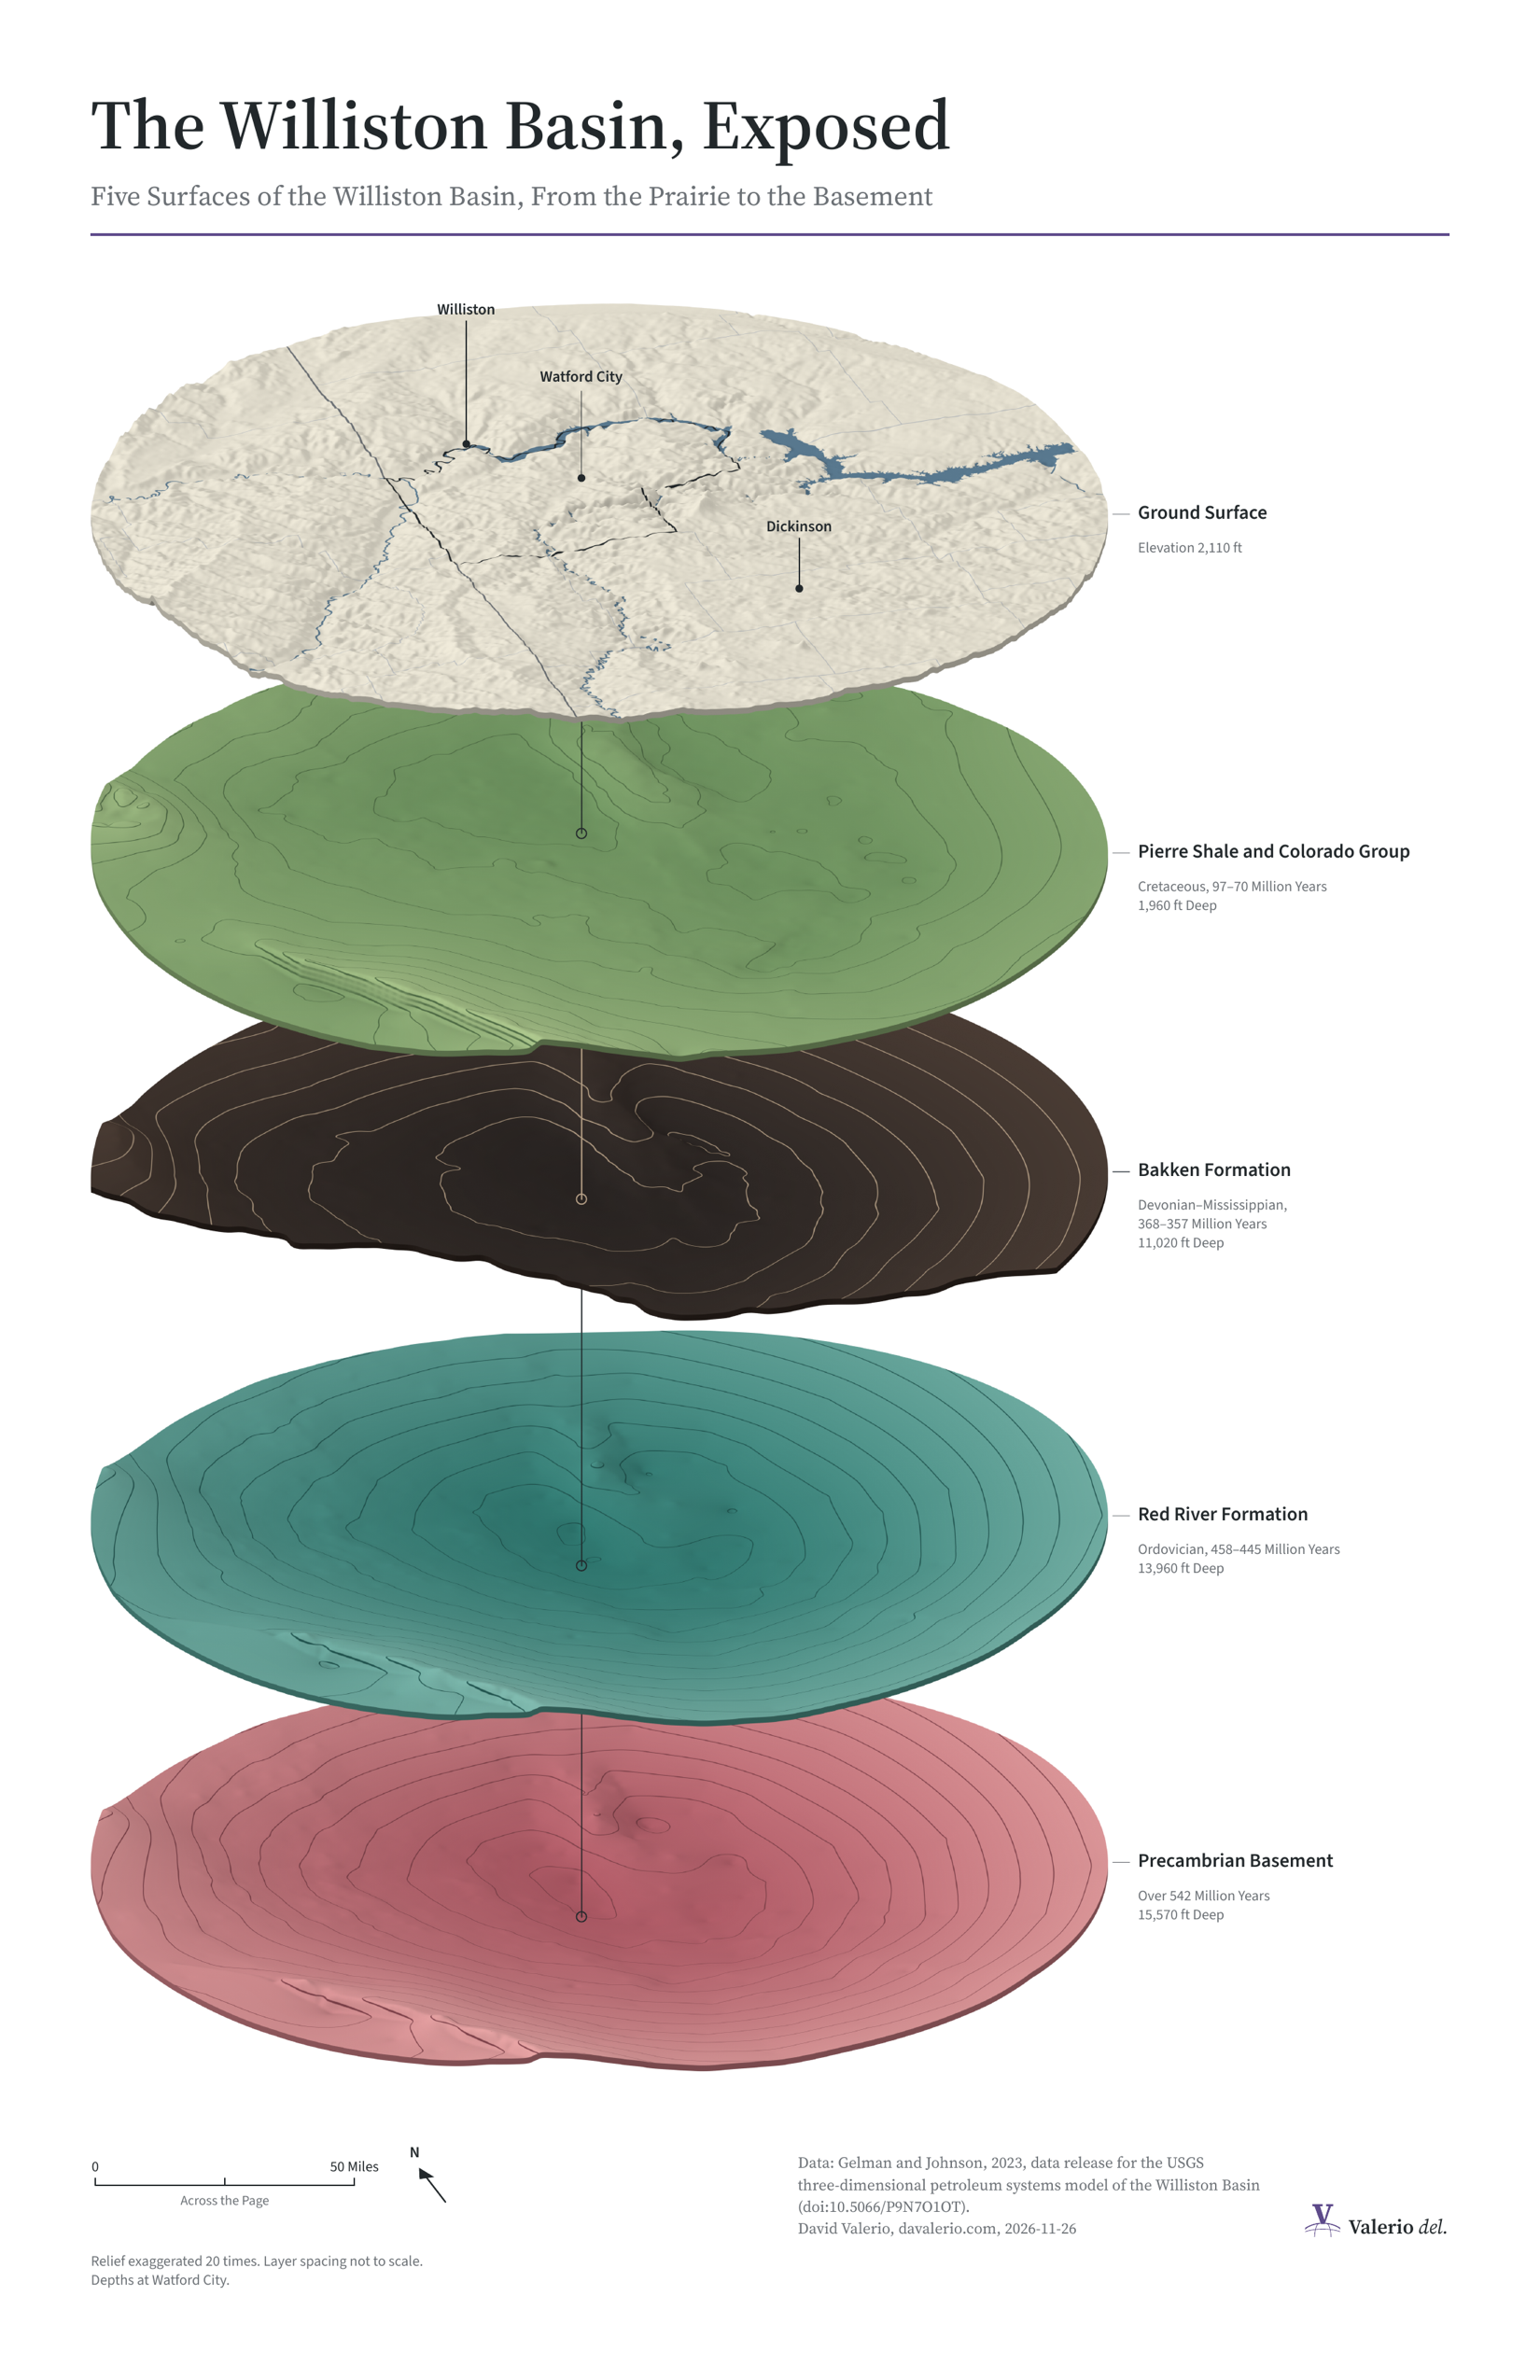 The Williston Basin, Exposed
Five Surfaces of the Williston Basin, From the Prairie to the Basement
Williston
Watford City
Dickinson
Ground Surface
Elevation 2,110 ft
Pierre Shale and Colorado Group
Cretaceous, 97–70 Million Years
1,960 ft Deep
Bakken Formation
Devonian–Mississippian,
368–357 Million Years
11,020 ft Deep
Red River Formation
Ordovician, 458–445 Million Years
13,960 ft Deep
Precambrian Basement
Over 542 Million Years
15,570 ft Deep
0 50 Miles
Across the Page
N
Relief exaggerated 20 times. Layer spacing not to scale.
Depths at Watford City.
Data: Gelman and Johnson, 2023, data release for the USGS
three-dimensional petroleum systems model of the Williston Basin
(doi:10.5066/P9N7O1OT).
David Valerio, davalerio.com, 2026-11-26
V
Valerio del.